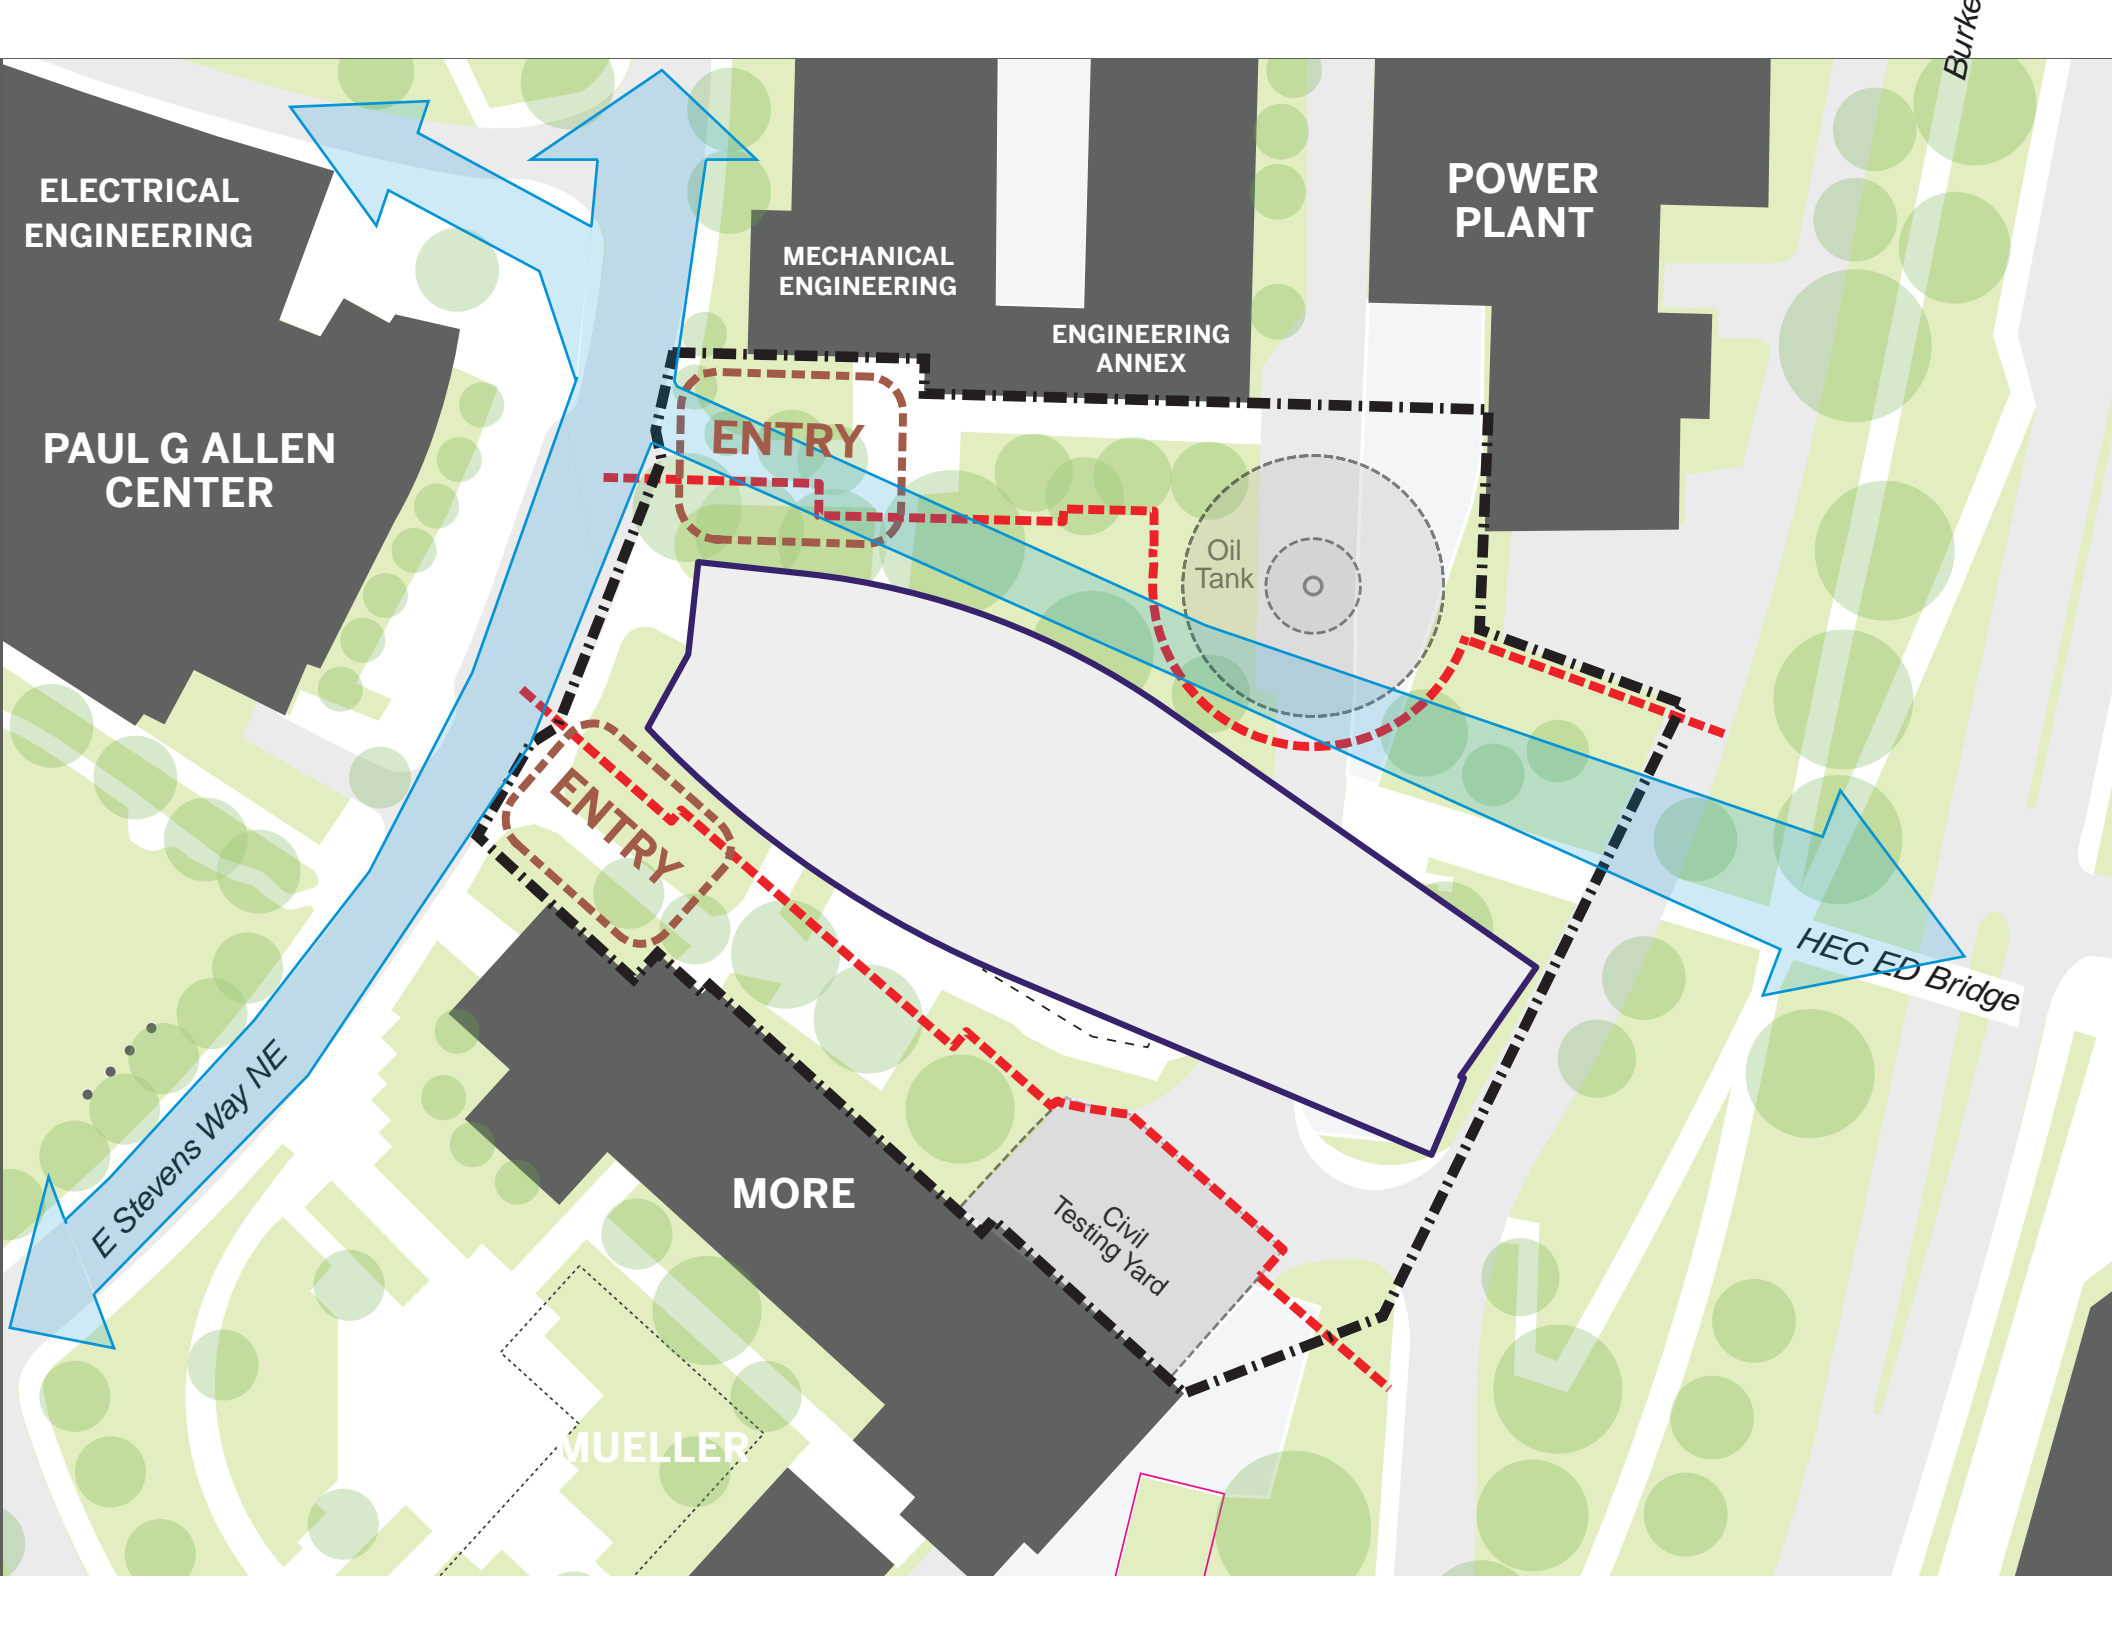 Burke
ELECTRICAL
ENGINEERING
POWER
PLANT
MECHANICAL
ENGINEERING
ENGINEERING
ANNEX
PAUL G ALLEN
CENTER
ENTRY
Oil
Tank
ENTRY
HEC ED Bridge
E Stevens Way NE
MORE
Civil
Testing Yard
MUELLER